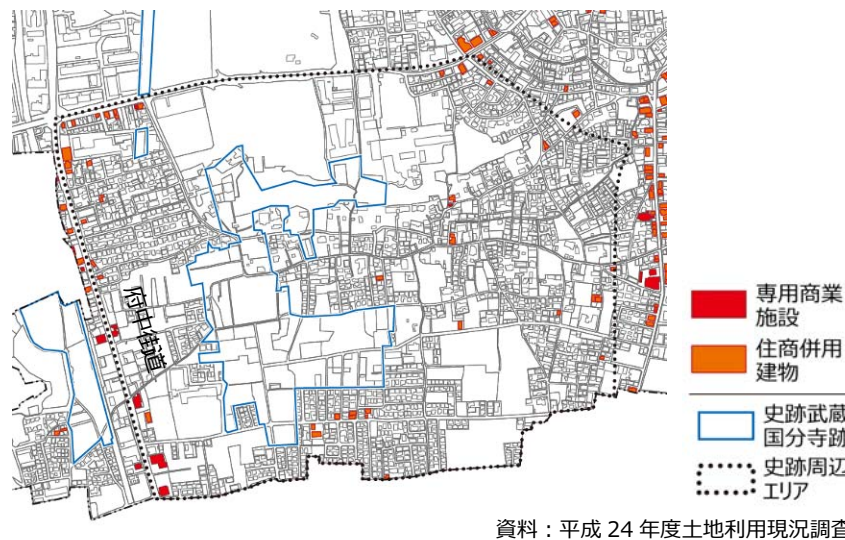 府中街道
専用商業
施設
住商併用
建物
史跡武蔵
国分寺跡
史跡周辺
エリア
資料：平成 24 年度土地利用現況調査